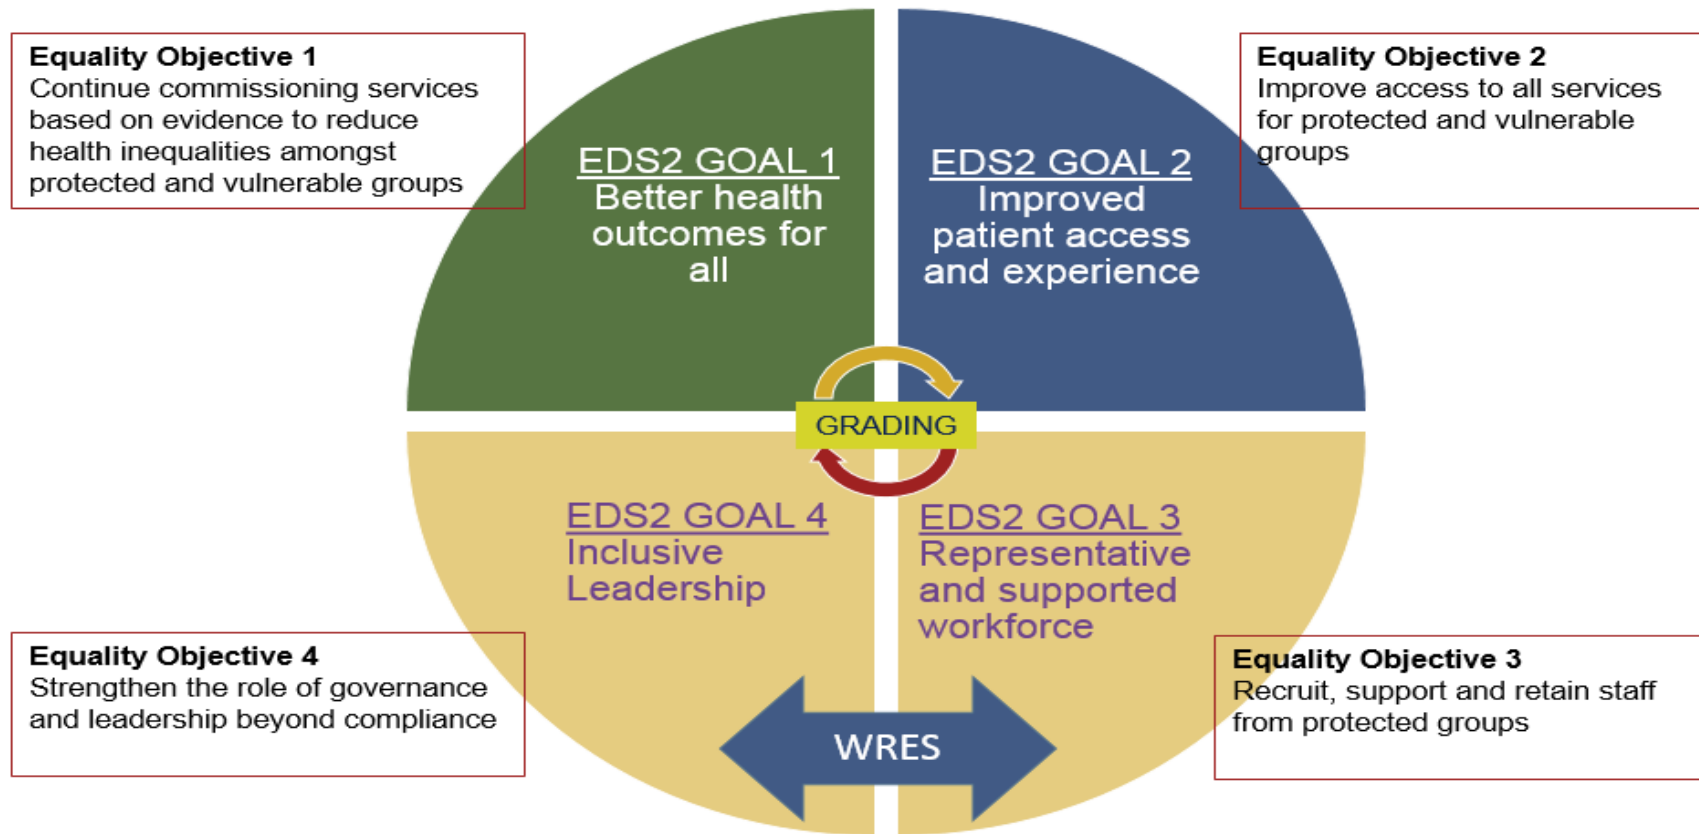 Equality Objective 1
Continue commissioning services
based on evidence to reduce
health inequalities amongst
protected and vulnerable groups
EDS2 GOAL 1
Better health
outcomes for
all
EDS2 GOAL 2
Improved
patient access
and experience
Equality Objective 2
Improve access to all services
for protected and vulnerable
groups
GRADING
EDS2 GOAL 4
Inclusive
Leadership
EDS2 GOAL 3
Representative
and supported
workforce
Equality Objective 4
Strengthen the role of governance
and leadership beyond compliance
WRES
Equality Objective 3
Recruit, support and retain staff
from protected groups